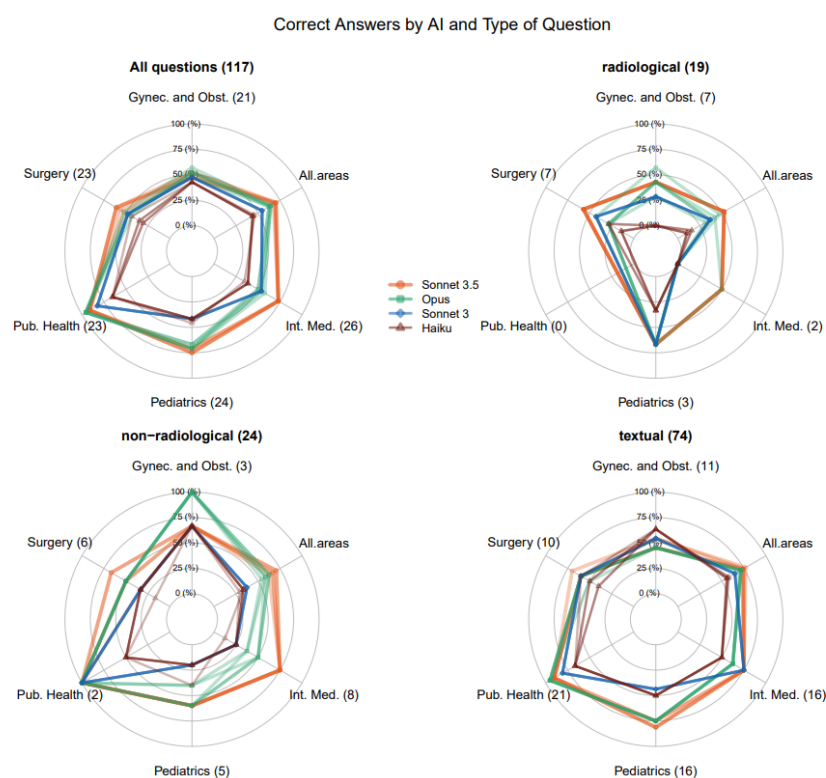 Correct Answers by AI and Type of Question
All questions (117)
Gynec. and Obst. (21)
100 (%)
75 (%)
50 (%)
25 (%)
0 (%)
Surgery (23)
All.areas
Pub. Health (23)
Int. Med. (26)
Pediatrics (24)
radiological (19)
Gynec. and Obst. (7)
100 (%)
75 (%)
50 (%)
25 (%)
0 (%)
Surgery (7)
All.areas
Pub. Health (0)
Int. Med. (2)
Pediatrics (3)
Sonnet 3.5
Opus
Sonnet 3
Haiku
non−radiological (24)
Gynec. and Obst. (3)
100 (%)
75 (%)
50 (%)
25 (%)
0 (%)
Surgery (6)
All.areas
Pub. Health (2)
Int. Med. (8)
Pediatrics (5)
textual (74)
Gynec. and Obst. (11)
100 (%)
75 (%)
50 (%)
25 (%)
0 (%)
Surgery (10)
All.areas
Pub. Health (21)
Int. Med. (16)
Pediatrics (16)